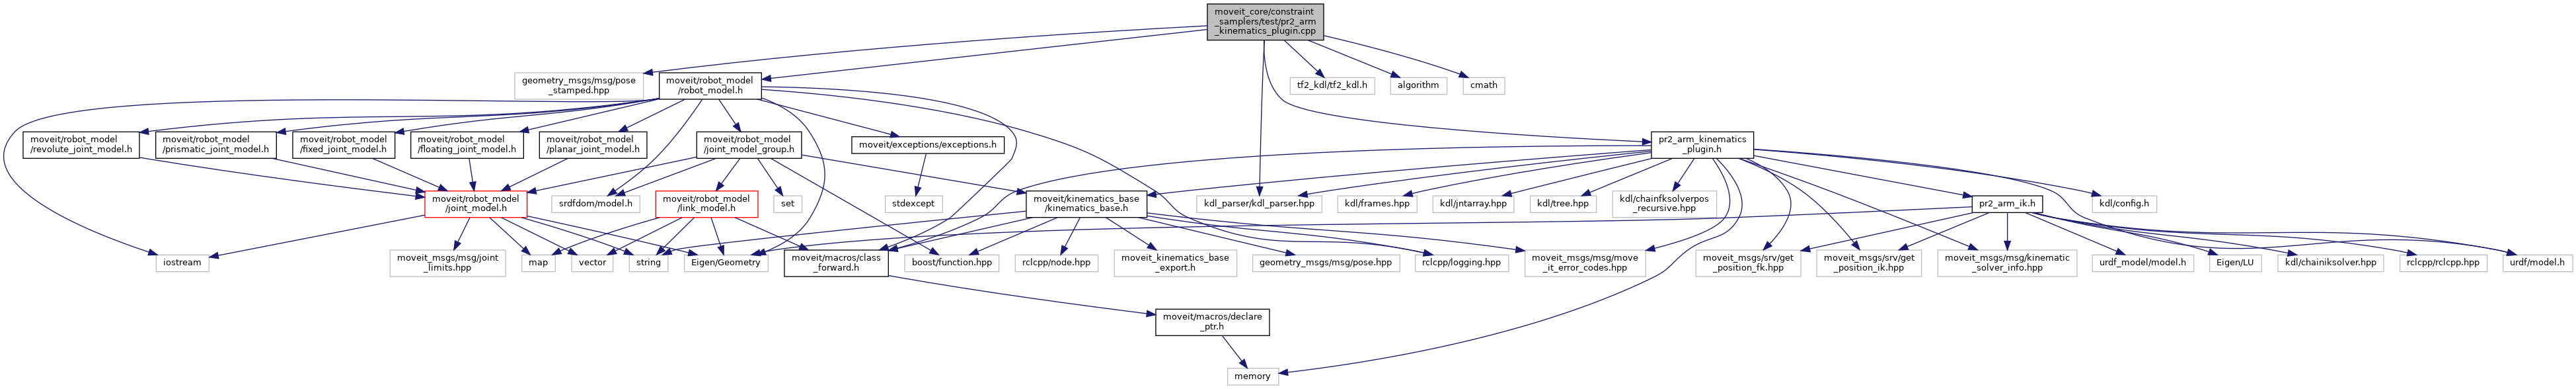 moveit_core/constraint
_samplers/test/pr2_arm
_kinematics_plugin.cpp
geometry_msgs/msg/pose
_stamped.hpp
moveit/robot_model
/robot_model.h
tf2_kdl/tf2_kdl.h
algorithm
cmath
moveit/robot_model
/revolute_joint_model.h
moveit/robot_model
/prismatic_joint_model.h
moveit/robot_model
/fixed_joint_model.h
moveit/robot_model
/floating_joint_model.h
moveit/robot_model
/planar_joint_model.h
moveit/robot_model
/joint_model_group.h
moveit/exceptions/exceptions.h
pr2_arm_kinematics
_plugin.h
moveit/robot_model
/joint_model.h
srdfdom/model.h
moveit/robot_model
/link_model.h
set
stdexcept
moveit/kinematics_base
/kinematics_base.h
kdl_parser/kdl_parser.hpp
kdl/frames.hpp
kdl/jntarray.hpp
kdl/tree.hpp
kdl/chainfksolverpos
_recursive.hpp
pr2_arm_ik.h
kdl/config.h
iostream
moveit_msgs/msg/joint
_limits.hpp
map
vector
string
Eigen/Geometry
moveit/macros/class
_forward.h
boost/function.hpp
rclcpp/node.hpp
moveit_kinematics_base
_export.h
geometry_msgs/msg/pose.hpp
rclcpp/logging.hpp
moveit_msgs/msg/move
_it_error_codes.hpp
moveit_msgs/srv/get
_position_fk.hpp
moveit_msgs/srv/get
_position_ik.hpp
moveit_msgs/msg/kinematic
_solver_info.hpp
urdf_model/model.h
Eigen/LU
kdl/chainiksolver.hpp
rclcpp/rclcpp.hpp
urdf/model.h
moveit/macros/declare
_ptr.h
memory